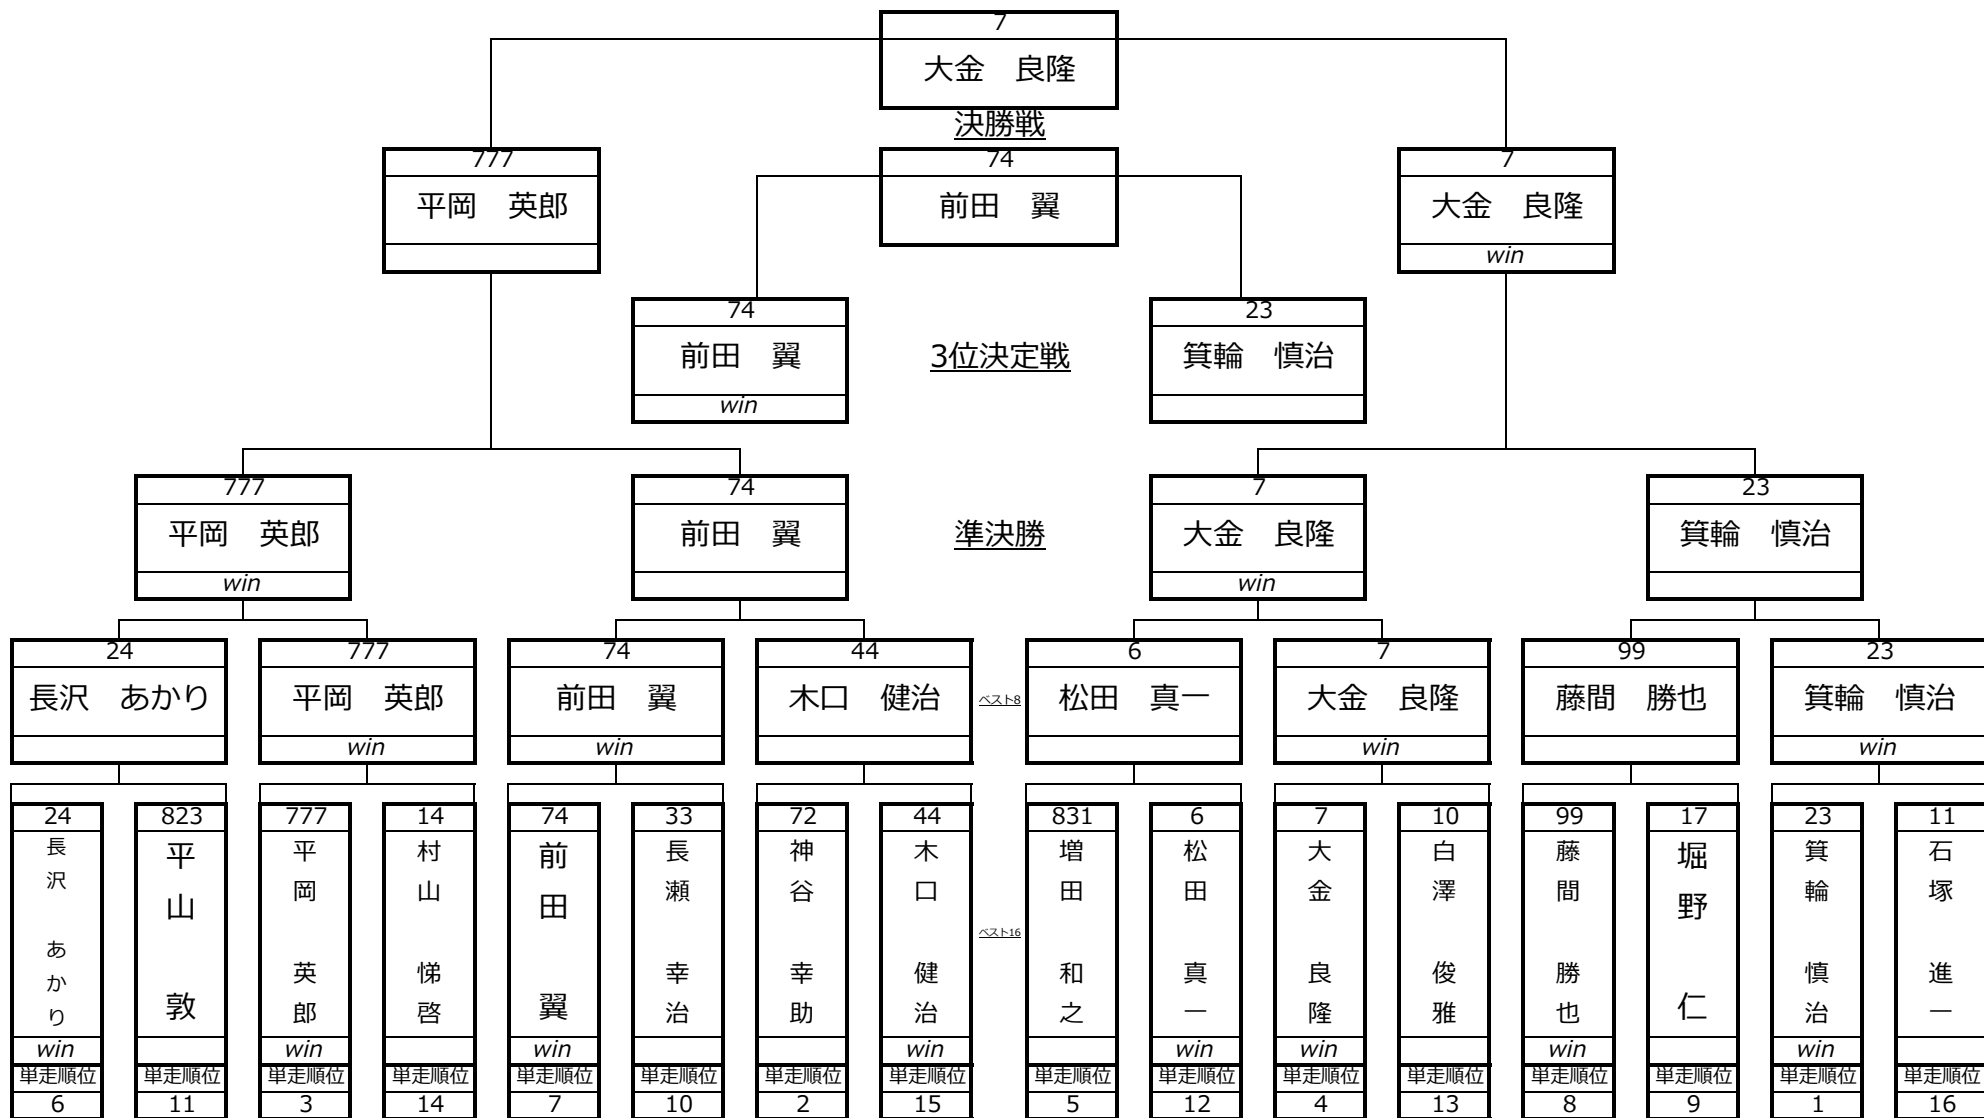 7
大金 良隆
決勝戦
777 74 7
平岡 英郎 前田 翼 大金 良隆
win
74 23
前田 翼 3位決定戦 箕輪 慎治
win
777 74 7 23
平岡 英郎 前田 翼 準決勝 大金 良隆 箕輪 慎治
win win
24 777 74 44 6 7 99 23
長沢 あかり 平岡 英郎 前田 翼 木口 健治 ベスト8 松田 真一 大金 良隆 藤間 勝也 箕輪 慎治
win win win win
24 823 777 14 74 33 72 44 831 6 7 10 99 17 23 11
長沢 あかり 平山 敦 平岡 英郎 村山 悌啓 前田 翼 長瀬 幸治 神谷 幸助 木口 健治 ベスト16 増田 和之 松田 真一 大金 良隆 白澤 俊雅 藤間 勝也 堀野 仁 箕輪 慎治 石塚 進一
win win win win win win win win
単走順位 単走順位 単走順位 単走順位 単走順位 単走順位 単走順位 単走順位 単走順位 単走順位 単走順位 単走順位 単走順位 単走順位 単走順位 単走順位
6 11 3 14 7 10 2 15 5 12 4 13 8 9 1 16